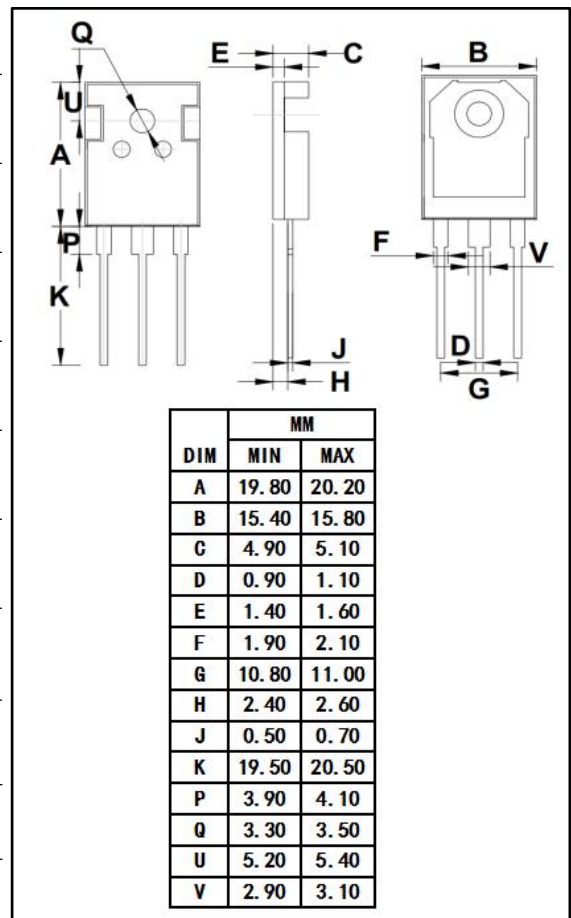 Q
E
C
B
U
A
P
K
F
V
J
D
H
G
MM
DIM MIN MAX
A 19.80 20.20
B 15.40 15.80
C 4.90 5.10
D 0.90 1.10
E 1.40 1.60
F 1.90 2.10
G 10.80 11.00
H 2.40 2.60
J 0.50 0.70
K 19.50 20.50
P 3.90 4.10
Q 3.30 3.50
U 5.20 5.40
V 2.90 3.10